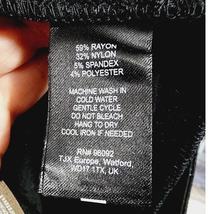 59% RAYON
32% NYLON
5% SPANDEX
4% POLYESTER
MACHINE WASH IN
COLD WATER
GENTLE CYCLE
DO NOT BLEACH
HANG TO DRY
COOL IRON IF NEEDED
RN# 96092
TJX Europe, Watford,
WD17 1TX, UK